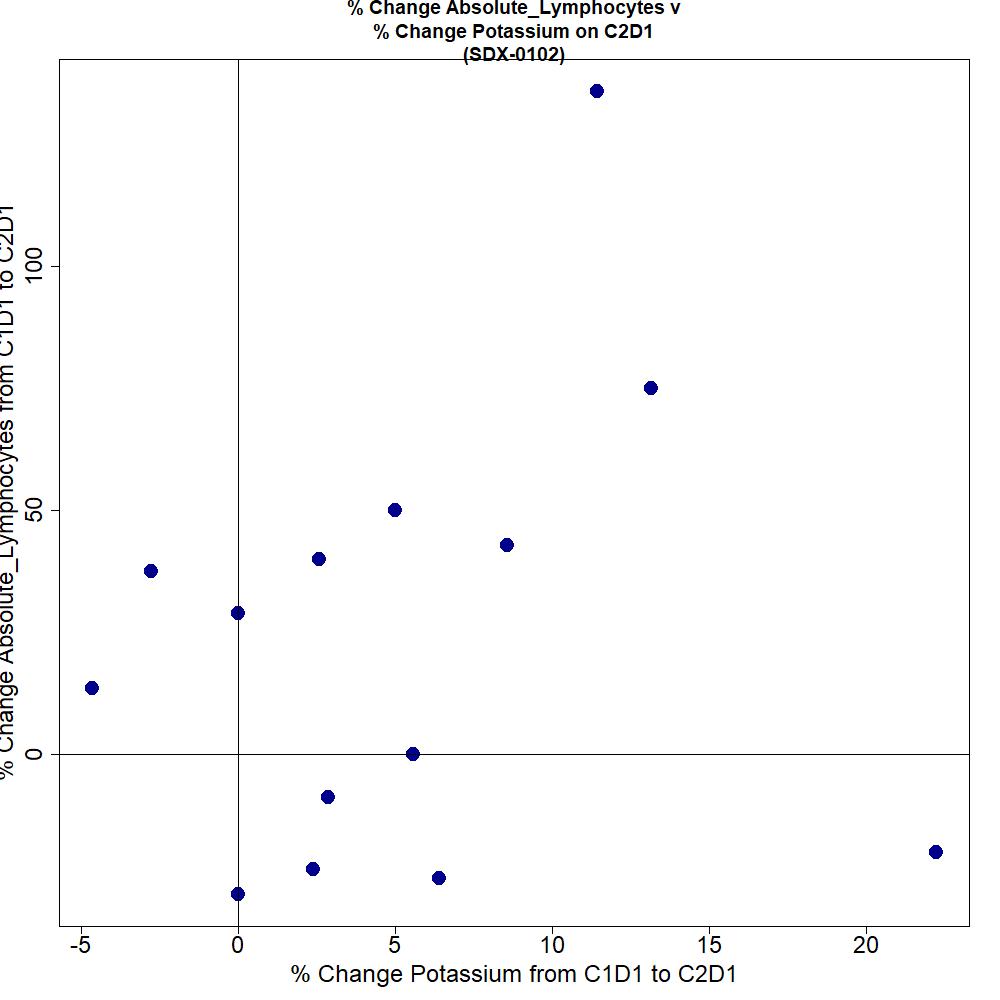 % Change Absolute_Lymphocytes v
% Change Potassium on C2D1
(SDX-0102)
% Change Absolute_Lymphocytes from C1D1 to C2D1
100
50
0
-5 0 5 10 15 20
% Change Potassium from C1D1 to C2D1